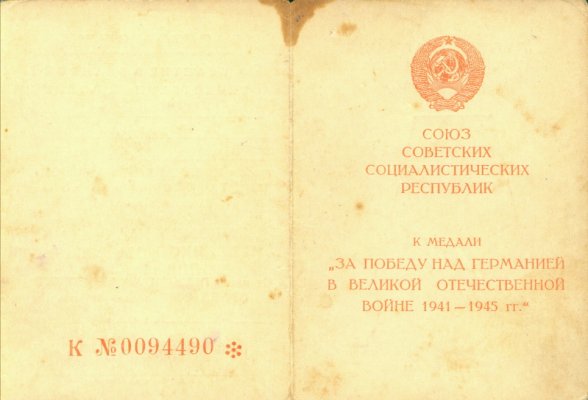 К №0094490
СОЮЗ
СОВЕТСКИХ
СОЦИАЛИСТИЧЕСКИХ
РЕСПУБЛИК
К МЕДАЛИ
„ЗА ПОБЕДУ НАД ГЕРМАНИЕЙ
В ВЕЛИКОЙ ОТЕЧЕСТВЕННОЙ
ВОЙНЕ 1941—1945 гг.“